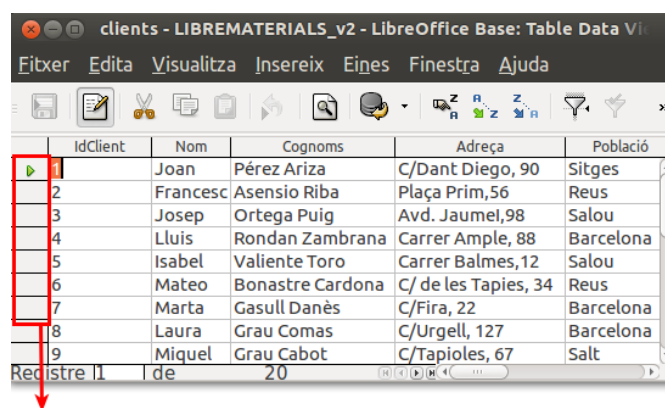 clients - LIBREMATERIALS_v2 - LibreOffice Base: Table Data Vi
Fitxer Edita Visualitza Insereix Eines Finestra Ajuda
IdClient Nom Cognoms Adreça Població
1 Joan Pérez Ariza C/Dant Diego, 90 Sitges
2 Francesc Asensio Riba Plaça Prim,56 Reus
3 Josep Ortega Puig Avd. JaumeI,98 Salou
4 Lluis Rondan Zambrana Carrer Ample, 88 Barcelona
5 Isabel Valiente Toro Carrer Balmes,12 Salou
6 Mateo Bonastre Cardona C/ de les Tapies, 34 Reus
7 Marta Gasull Danès C/Fira, 22 Barcelona
8 Laura Grau Comas C/Urgell, 127 Barcelona
9 Miquel Grau Cabot C/Tapioles, 67 Salt
Registre 1 de 20